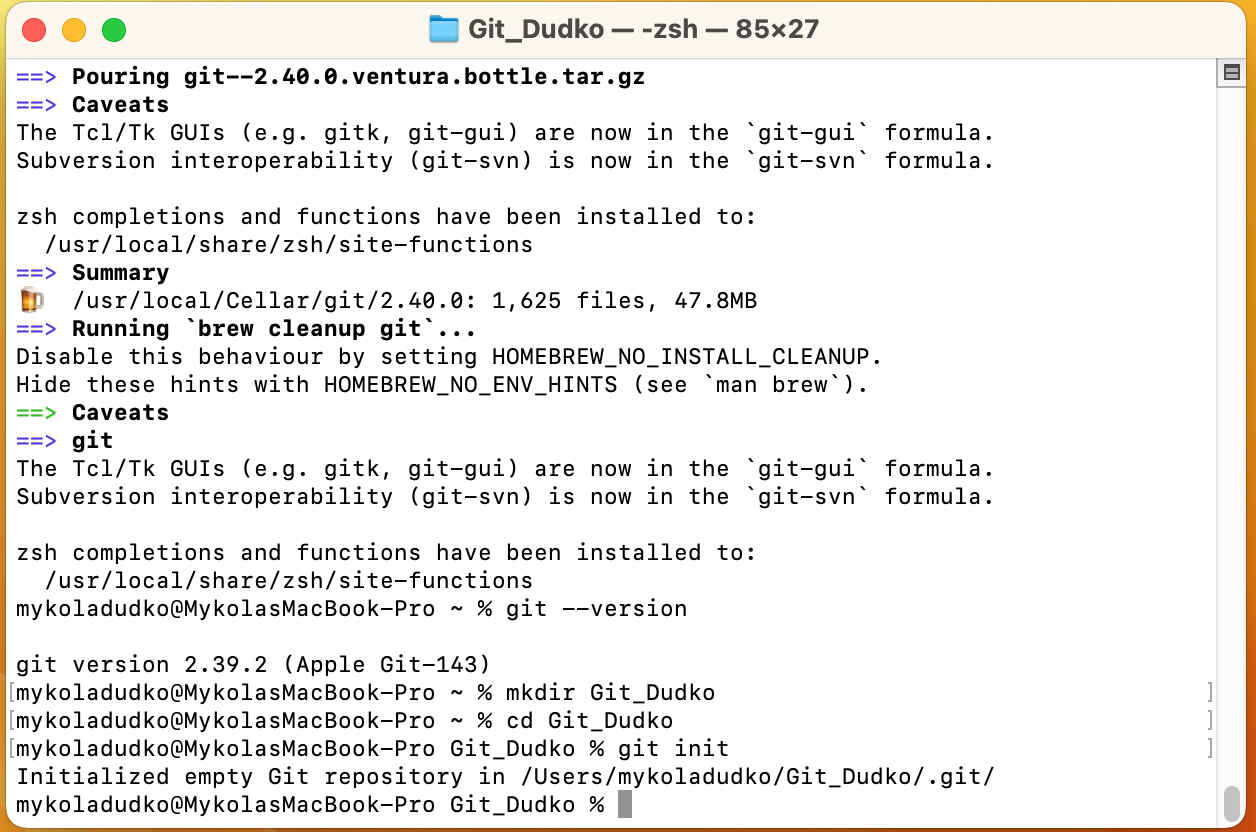 Git_Dudko — -zsh — 85×27
==> Pouring git--2.40.0.ventura.bottle.tar.gz
==> Caveats
The Tcl/Tk GUIs (e.g. gitk, git-gui) are now in the `git-gui` formula.
Subversion interoperability (git-svn) is now in the `git-svn` formula.

zsh completions and functions have been installed to:
  /usr/local/share/zsh/site-functions
==> Summary
🍺  /usr/local/Cellar/git/2.40.0: 1,625 files, 47.8MB
==> Running `brew cleanup git`...
Disable this behaviour by setting HOMEBREW_NO_INSTALL_CLEANUP.
Hide these hints with HOMEBREW_NO_ENV_HINTS (see `man brew`).
==> Caveats
==> git
The Tcl/Tk GUIs (e.g. gitk, git-gui) are now in the `git-gui` formula.
Subversion interoperability (git-svn) is now in the `git-svn` formula.

zsh completions and functions have been installed to:
  /usr/local/share/zsh/site-functions
mykoladudko@MykolasMacBook-Pro ~ % git --version

git version 2.39.2 (Apple Git-143)
[mykoladudko@MykolasMacBook-Pro ~ % mkdir Git_Dudko ]
[mykoladudko@MykolasMacBook-Pro ~ % cd Git_Dudko ]
[mykoladudko@MykolasMacBook-Pro Git_Dudko % git init ]
Initialized empty Git repository in /Users/mykoladudko/Git_Dudko/.git/
mykoladudko@MykolasMacBook-Pro Git_Dudko %